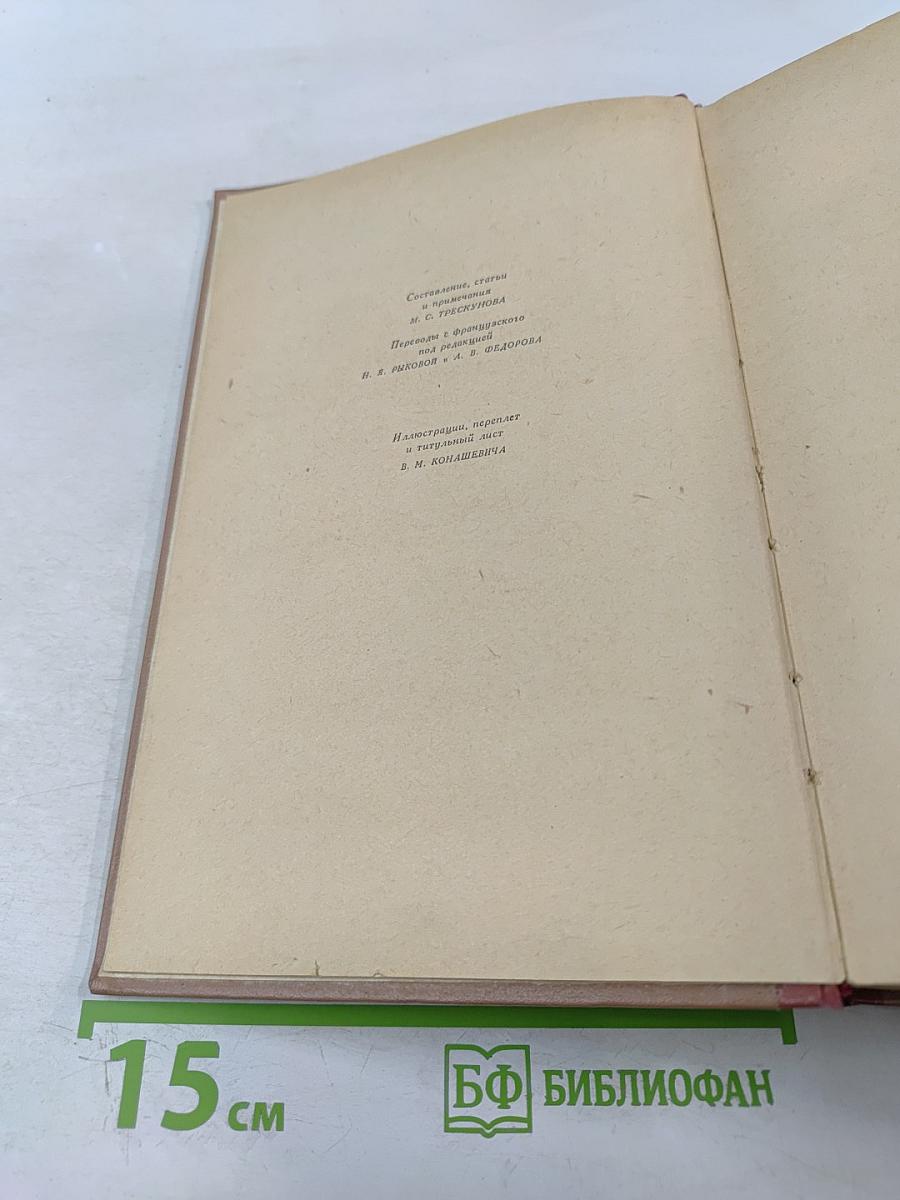 Составление, статьи
и примечания
М. С. ТРЕСКУНОВА
Переводы с французского
под редакцией
Н. Я. РЫКОВОЙ и А. В. ФЕДОРОВА
Иллюстрации, переплет
и титульный лист
В. М. КОНАШЕВИЧА
15 см
БФ БИБЛИОФАН